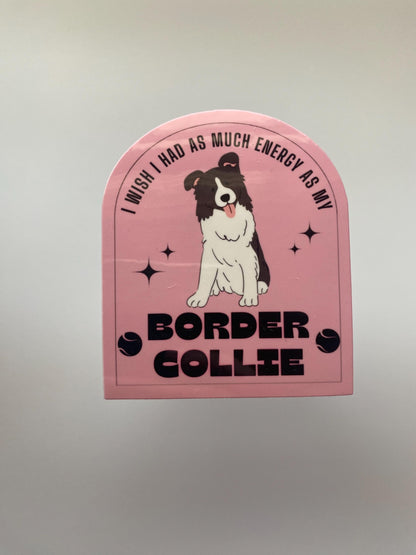 I WISH I HAD AS MUCH ENERGY AS MY
BORDER
COLLIE